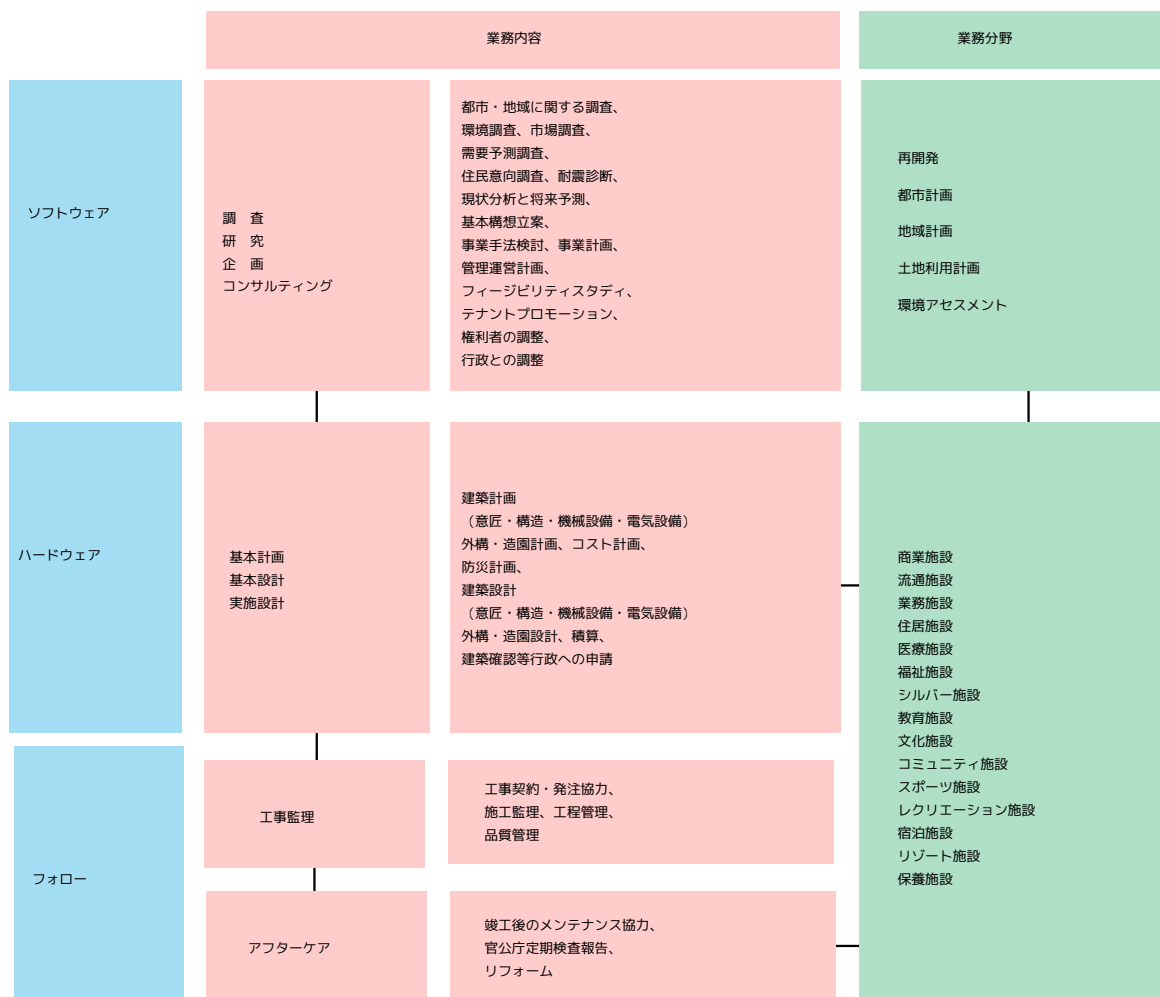 業務内容
業務分野
ソフトウェア
調　査
研　究
企　画
コンサルティング
都市・地域に関する調査、
環境調査、市場調査、
需要予測調査、
住民意向調査、耐震診断、
現状分析と将来予測、
基本構想立案、
事業手法検討、事業計画、
管理運営計画、
フィージビリティスタディ、
テナントプロモーション、
権利者の調整、
行政との調整
再開発
都市計画
地域計画
土地利用計画
環境アセスメント
ハードウェア
基本計画
基本設計
実施設計
建築計画
（意匠・構造・機械設備・電気設備）
外構・造園計画、コスト計画、
防災計画、
建築設計
（意匠・構造・機械設備・電気設備）
外構・造園設計、積算、
建築確認等行政への申請
商業施設
流通施設
業務施設
住居施設
医療施設
福祉施設
シルバー施設
教育施設
文化施設
コミュニティ施設
スポーツ施設
レクリエーション施設
宿泊施設
リゾート施設
保養施設
フォロー
工事監理
工事契約・発注協力、
施工監理、工程管理、
品質管理
アフターケア
竣工後のメンテナンス協力、
官公庁定期検査報告、
リフォーム